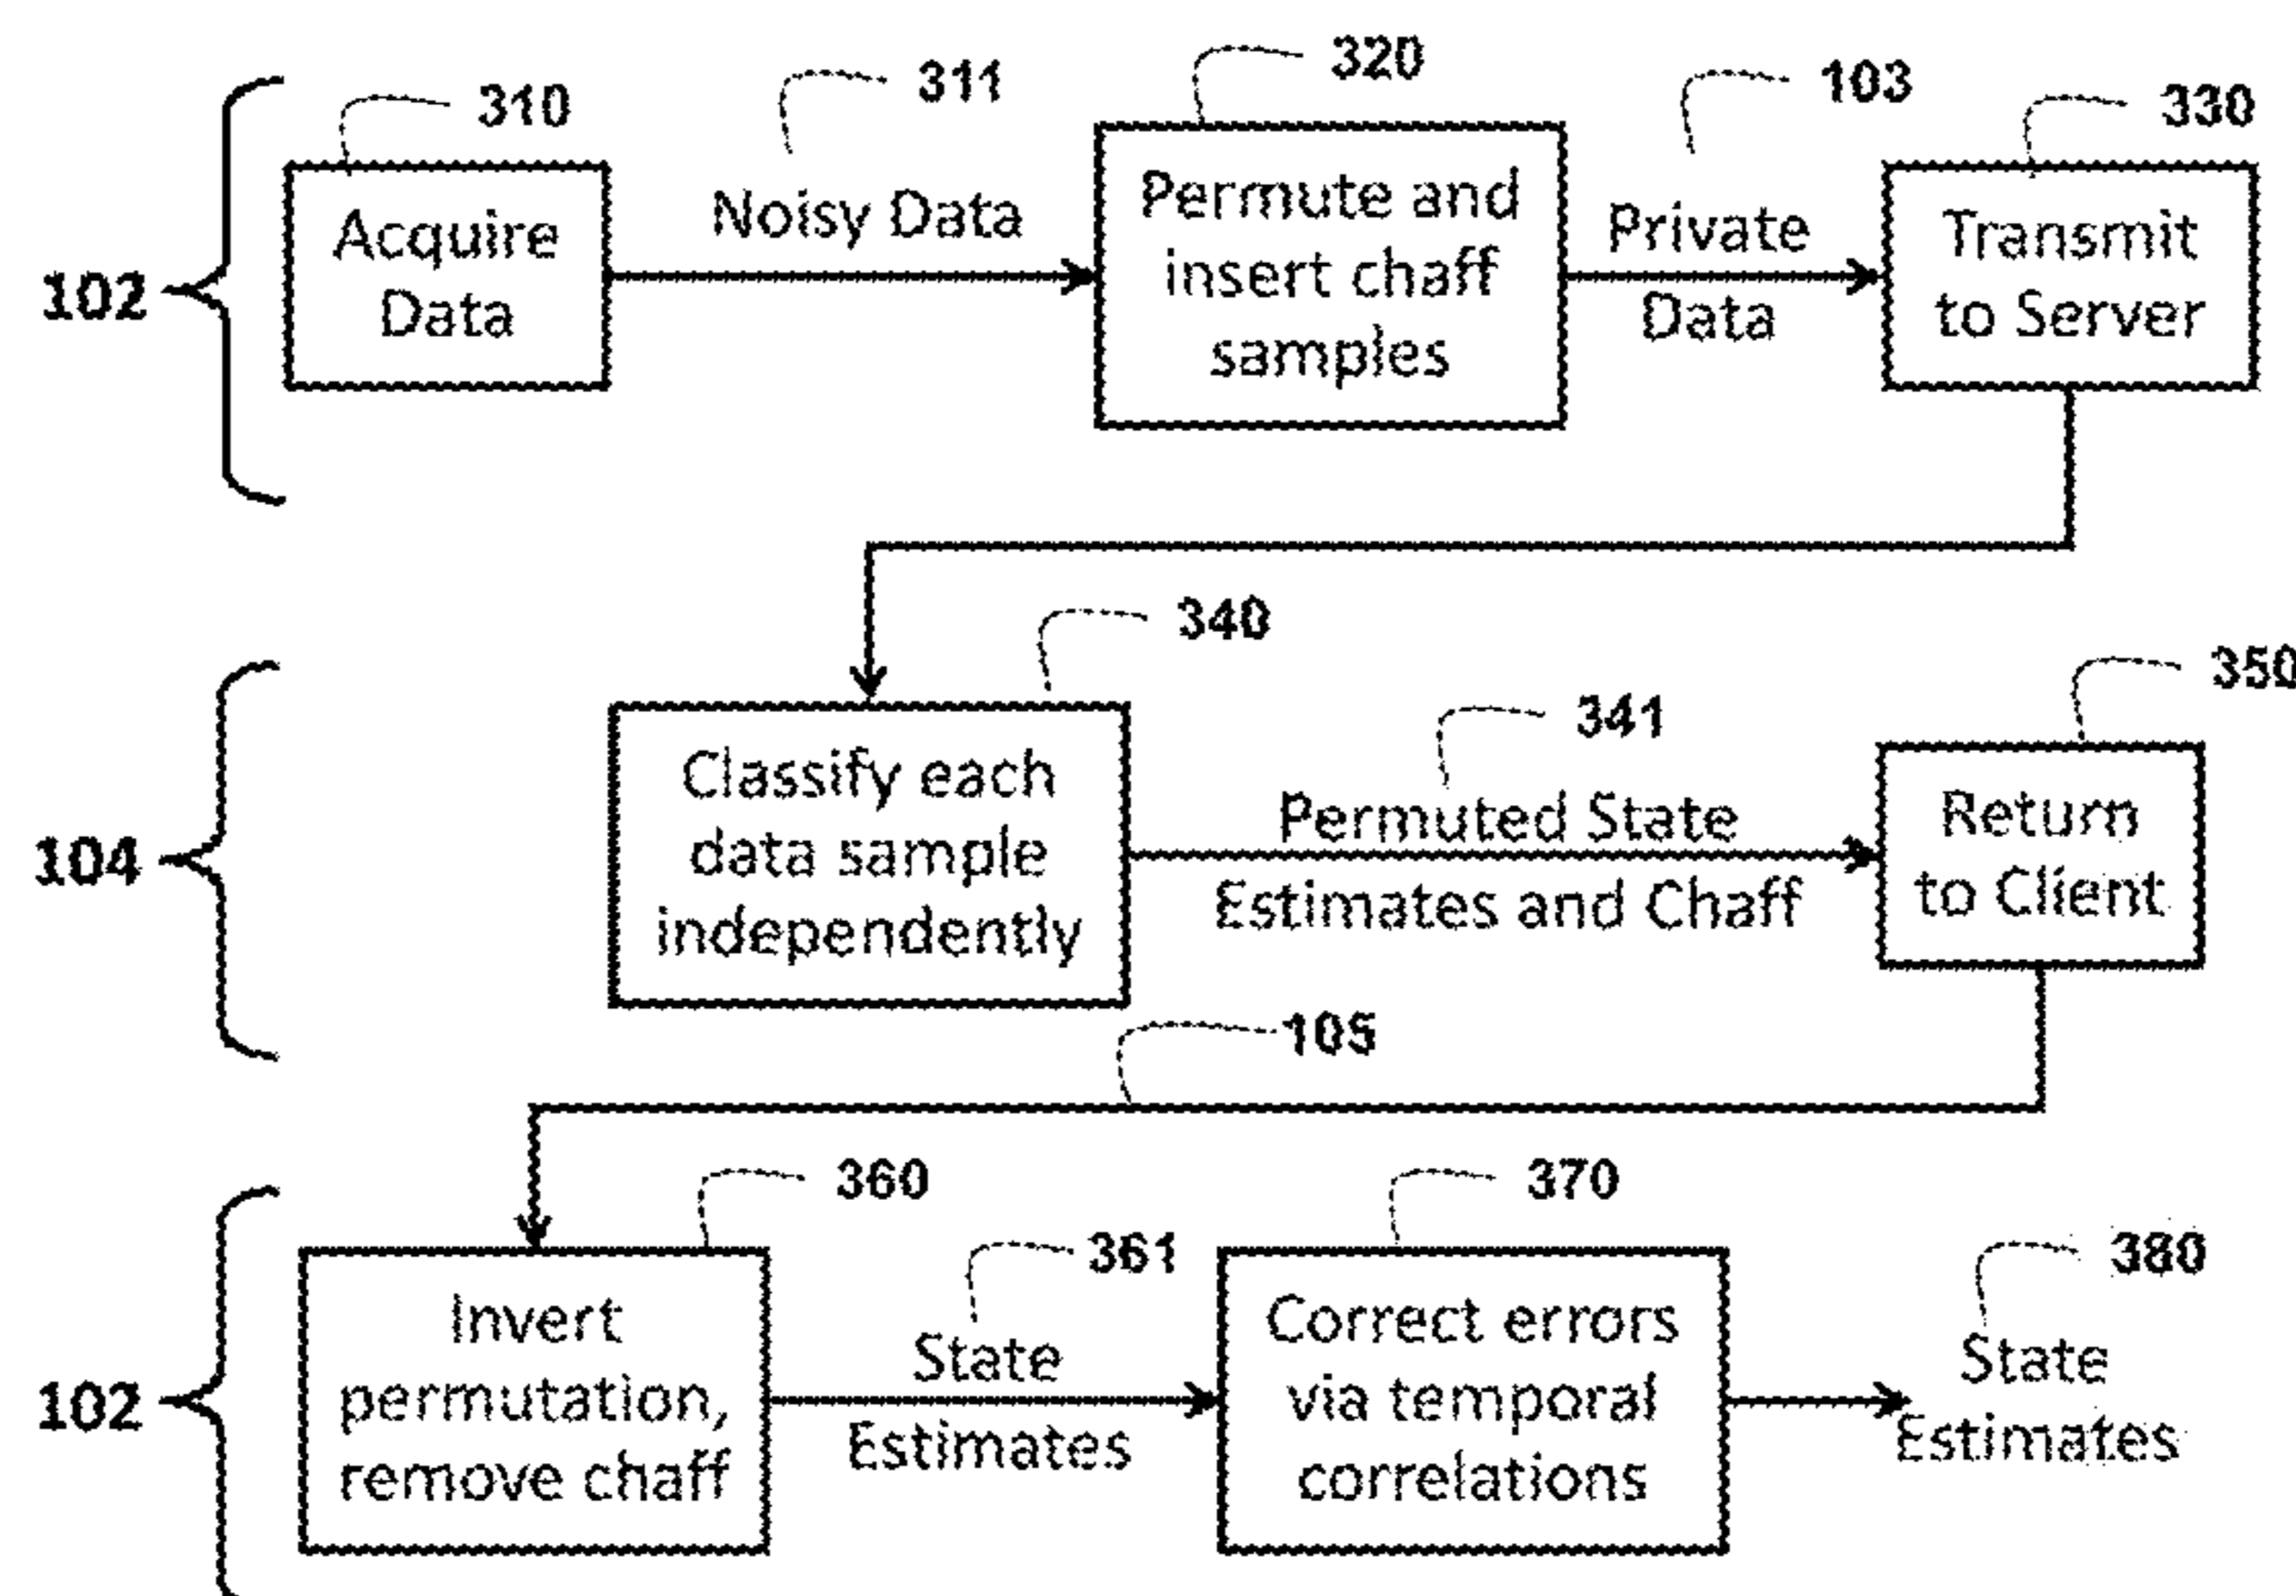 310
311
320
103
330
102
Acquire
Data
Noisy Data
Permute and
insert chaff
samples
Private
Data
Transmit
to Server
340
341
350
104
Classify each
data sample
independently
Permuted State
Estimates and Chaff
Return
to Client
105
360
361
370
380
102
Invert
permutation,
remove chaff
State
Estimates
Correct errors
via temporal
correlations
State
Estimates